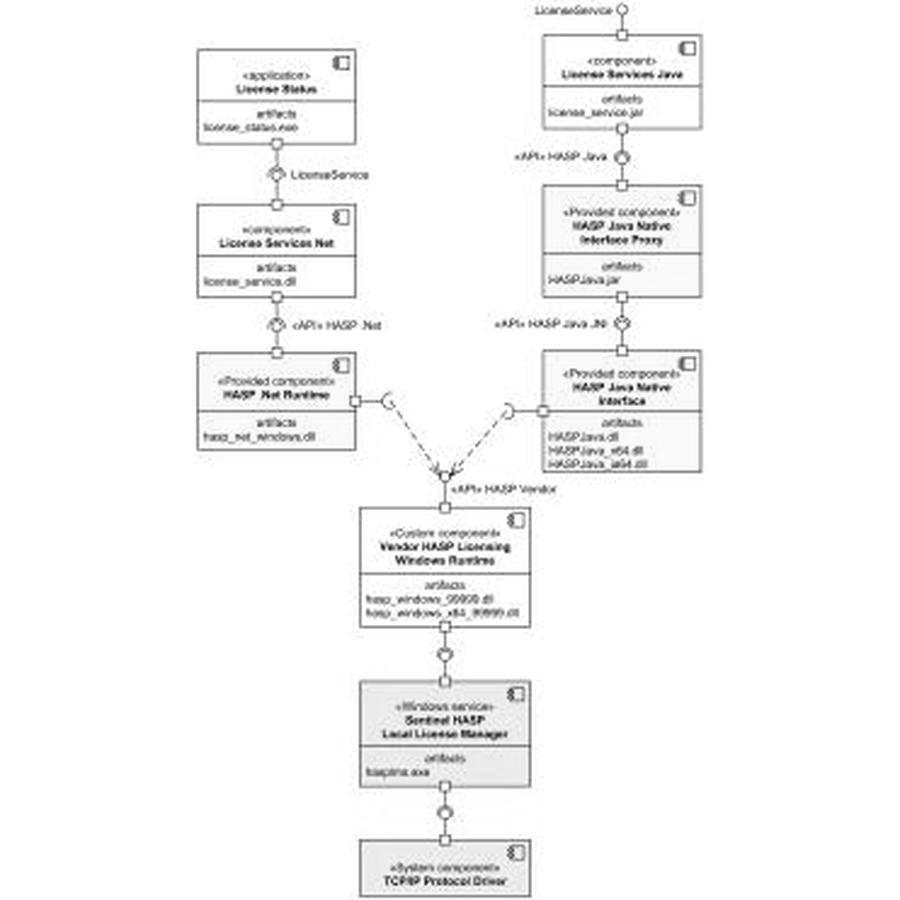 LicenseService
«application»
License Status
artifacts
license_status.exe
LicenseService
«component»
License Services Net
artifacts
license_service.dll
«API» HASP .Net
«Provided component»
HASP .Net Runtime
artifacts
hasp_net_windows.dll
«component»
License Services Java
artifacts
license_service.jar
«API» HASP Java
«Provided component»
HASP Java Native
Interface Proxy
artifacts
HASPJava.jar
«API» HASP Java JNI
«Provided component»
HASP Java Native
Interface
artifacts
HASPJava.dll
HASPJava_x64.dll
HASPJava_ia64.dll
«API» HASP Vendor
«Custom component»
Vendor HASP Licensing
Windows Runtime
artifacts
hasp_windows_99999.dll
hasp_windows_x64_99999.dll
«Windows service»
Sentinel HASP
Local License Manager
artifacts
hasplms.exe
«System component»
TCP/IP Protocol Driver